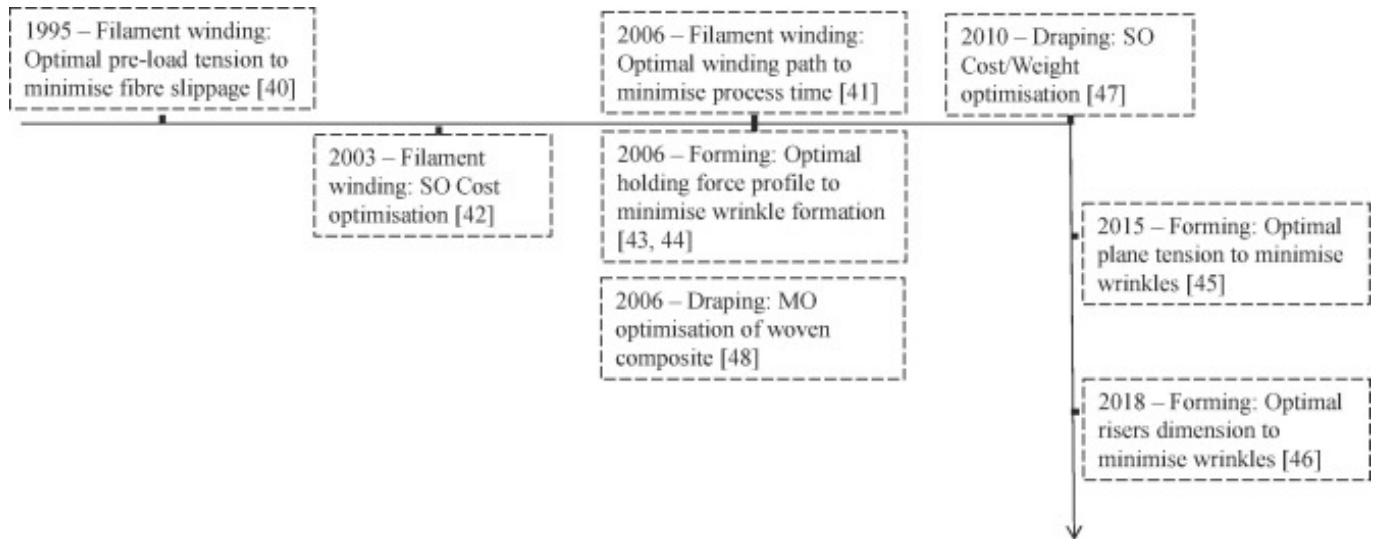 1995 – Filament winding:
Optimal pre-load tension to
minimise fibre slippage [40]
2003 – Filament
winding: SO Cost
optimisation [42]
2006 – Filament winding:
Optimal winding path to
minimise process time [41]
2006 – Forming: Optimal
holding force profile to
minimise wrinkle formation
[43, 44]
2006 – Draping: MO
optimisation of woven
composite [48]
2010 – Draping: SO
Cost/Weight
optimisation [47]
2015 – Forming: Optimal
plane tension to minimise
wrinkles [45]
2018 – Forming: Optimal
risers dimension to
minimise wrinkles [46]